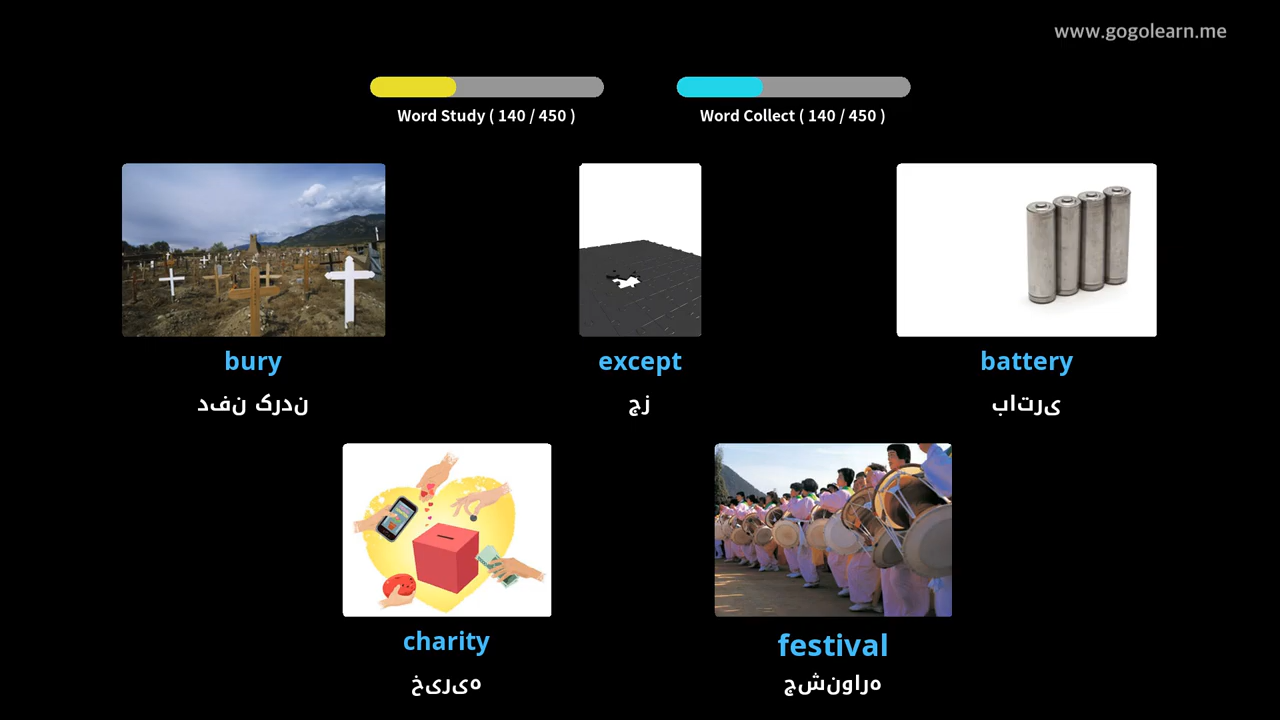 www.gogolearn.me
Word Study ( 140 / 450 )
Word Collect ( 140 / 450 )
bury
except
battery
دفن کردن
جز
باتری
charity
festival
خیریه
جشنواره